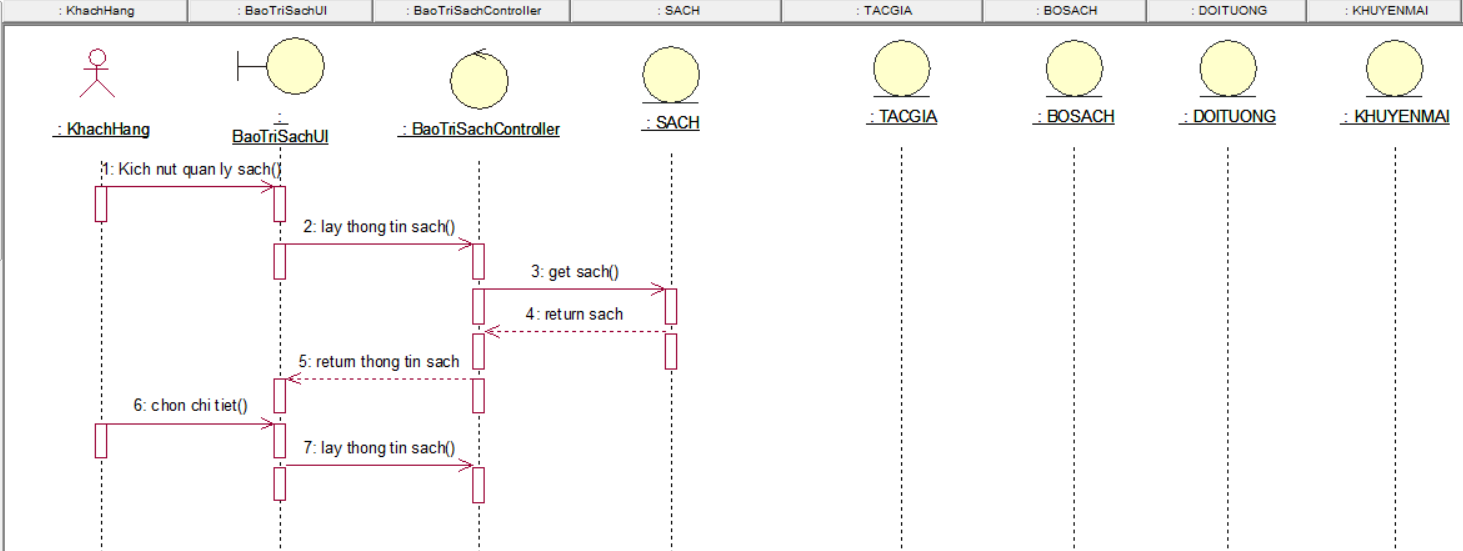 : KhachHang
: BaoTriSachUI
: BaoTriSachController
: SACH
: TACGIA
: BOSACH
: DOITUONG
: KHUYENMAI
: KhachHang
:
BaoTriSachUI
: BaoTriSachController
: SACH
: TACGIA
: BOSACH
: DOITUONG
: KHUYENMAI
1: Kich nut quan ly sach()
2: lay thong tin sach()
3: get sach()
4: return sach
5: return thong tin sach
6: chon chi tiet()
7: lay thong tin sach()